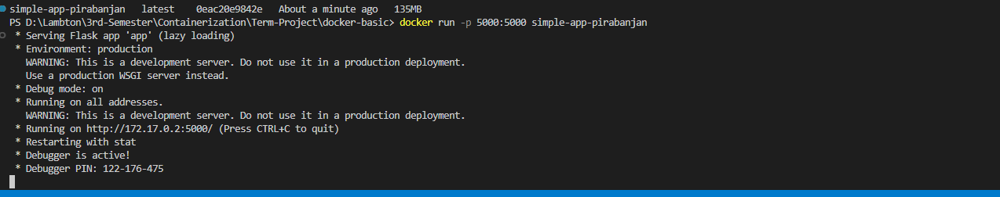 simple-app-pirabanjan   latest   0eac20e9842e   About a minute ago   135MB
PS D:\Lambton\3rd-Semester\Containerization\Term-Project\docker-basic> docker run -p 5000:5000 simple-app-pirabanjan
 * Serving Flask app 'app' (lazy loading)
 * Environment: production
   WARNING: This is a development server. Do not use it in a production deployment.
   Use a production WSGI server instead.
 * Debug mode: on
 * Running on all addresses.
   WARNING: This is a development server. Do not use it in a production deployment.
 * Running on http://172.17.0.2:5000/ (Press CTRL+C to quit)
 * Restarting with stat
 * Debugger is active!
 * Debugger PIN: 122-176-475